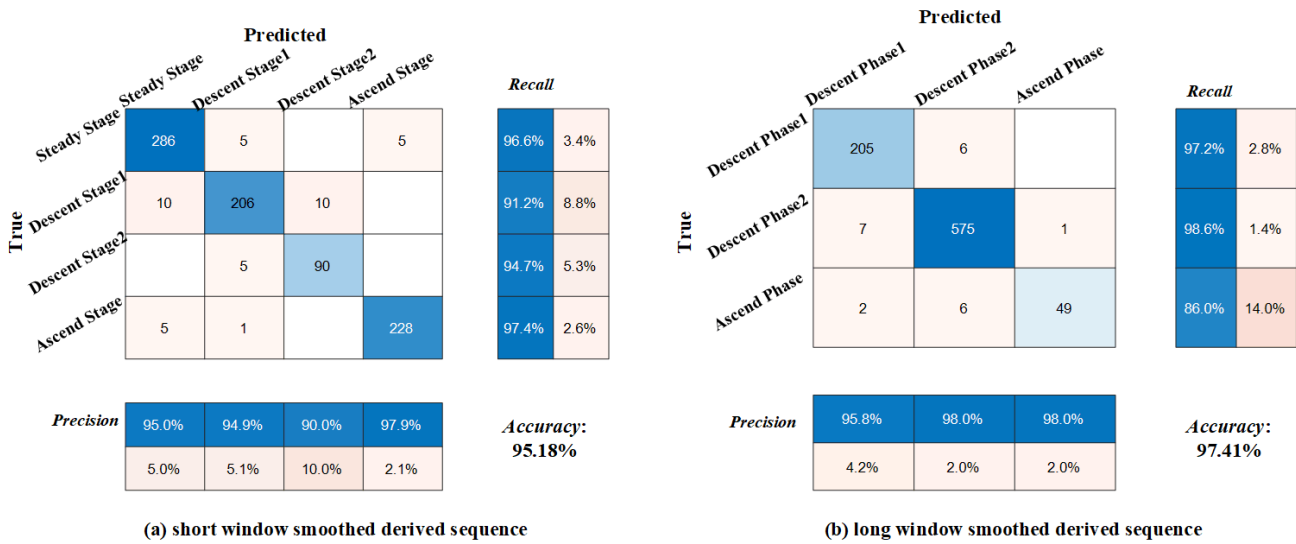 Predicted
Steady Stage
Descent Stage1
Descent Stage2
Ascend Stage
Recall
True
Steady Stage
286 5 5 96.6% 3.4%
Descent Stage1
10 206 10 91.2% 8.8%
Descent Stage2
5 90 94.7% 5.3%
Ascend Stage
5 1 228 97.4% 2.6%
Precision
95.0% 94.9% 90.0% 97.9%
5.0% 5.1% 10.0% 2.1%
Accuracy:
95.18%
(a) short window smoothed derived sequence
Predicted
Descent Phase1
Descent Phase2
Ascend Phase
Recall
True
Descent Phase1
205 6 97.2% 2.8%
Descent Phase2
7 575 1 98.6% 1.4%
Ascend Phase
2 6 49 86.0% 14.0%
Precision
95.8% 98.0% 98.0%
4.2% 2.0% 2.0%
Accuracy:
97.41%
(b) long window smoothed derived sequence